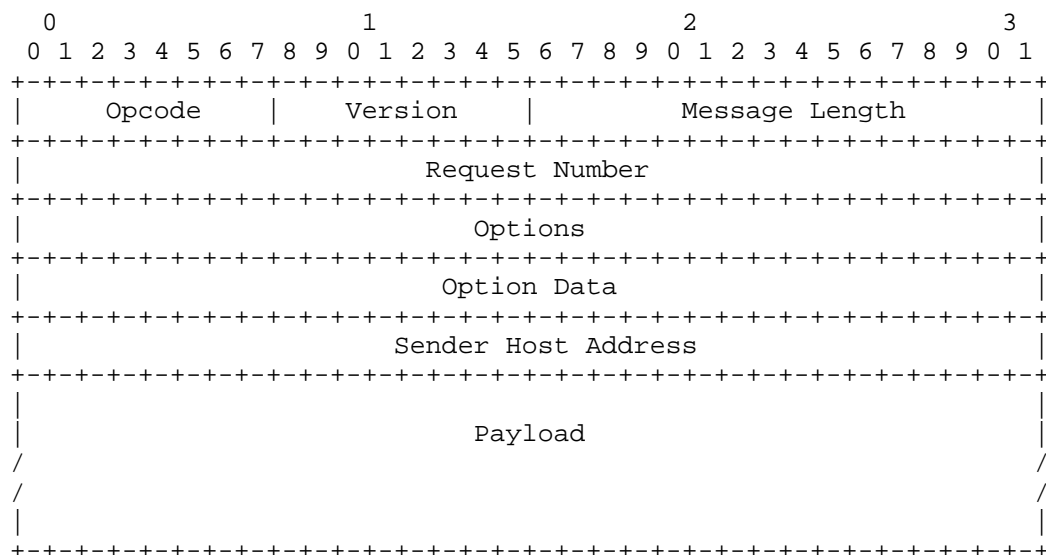 0                   1                   2                   3
0 1 2 3 4 5 6 7 8 9 0 1 2 3 4 5 6 7 8 9 0 1 2 3 4 5 6 7 8 9 0 1
+-+-+-+-+-+-+-+-+-+-+-+-+-+-+-+-+-+-+-+-+-+-+-+-+-+-+-+-+-+-+-+-+
|     Opcode    |    Version    |         Message Length        |
+-+-+-+-+-+-+-+-+-+-+-+-+-+-+-+-+-+-+-+-+-+-+-+-+-+-+-+-+-+-+-+-+
|                         Request Number                        |
+-+-+-+-+-+-+-+-+-+-+-+-+-+-+-+-+-+-+-+-+-+-+-+-+-+-+-+-+-+-+-+-+
|                            Options                            |
+-+-+-+-+-+-+-+-+-+-+-+-+-+-+-+-+-+-+-+-+-+-+-+-+-+-+-+-+-+-+-+-+
|                          Option Data                          |
+-+-+-+-+-+-+-+-+-+-+-+-+-+-+-+-+-+-+-+-+-+-+-+-+-+-+-+-+-+-+-+-+
|                       Sender Host Address                     |
+-+-+-+-+-+-+-+-+-+-+-+-+-+-+-+-+-+-+-+-+-+-+-+-+-+-+-+-+-+-+-+-+
|                                                               |
|                            Payload                            |
/                                                               /
/                                                               /
|                                                               |
+-+-+-+-+-+-+-+-+-+-+-+-+-+-+-+-+-+-+-+-+-+-+-+-+-+-+-+-+-+-+-+-+